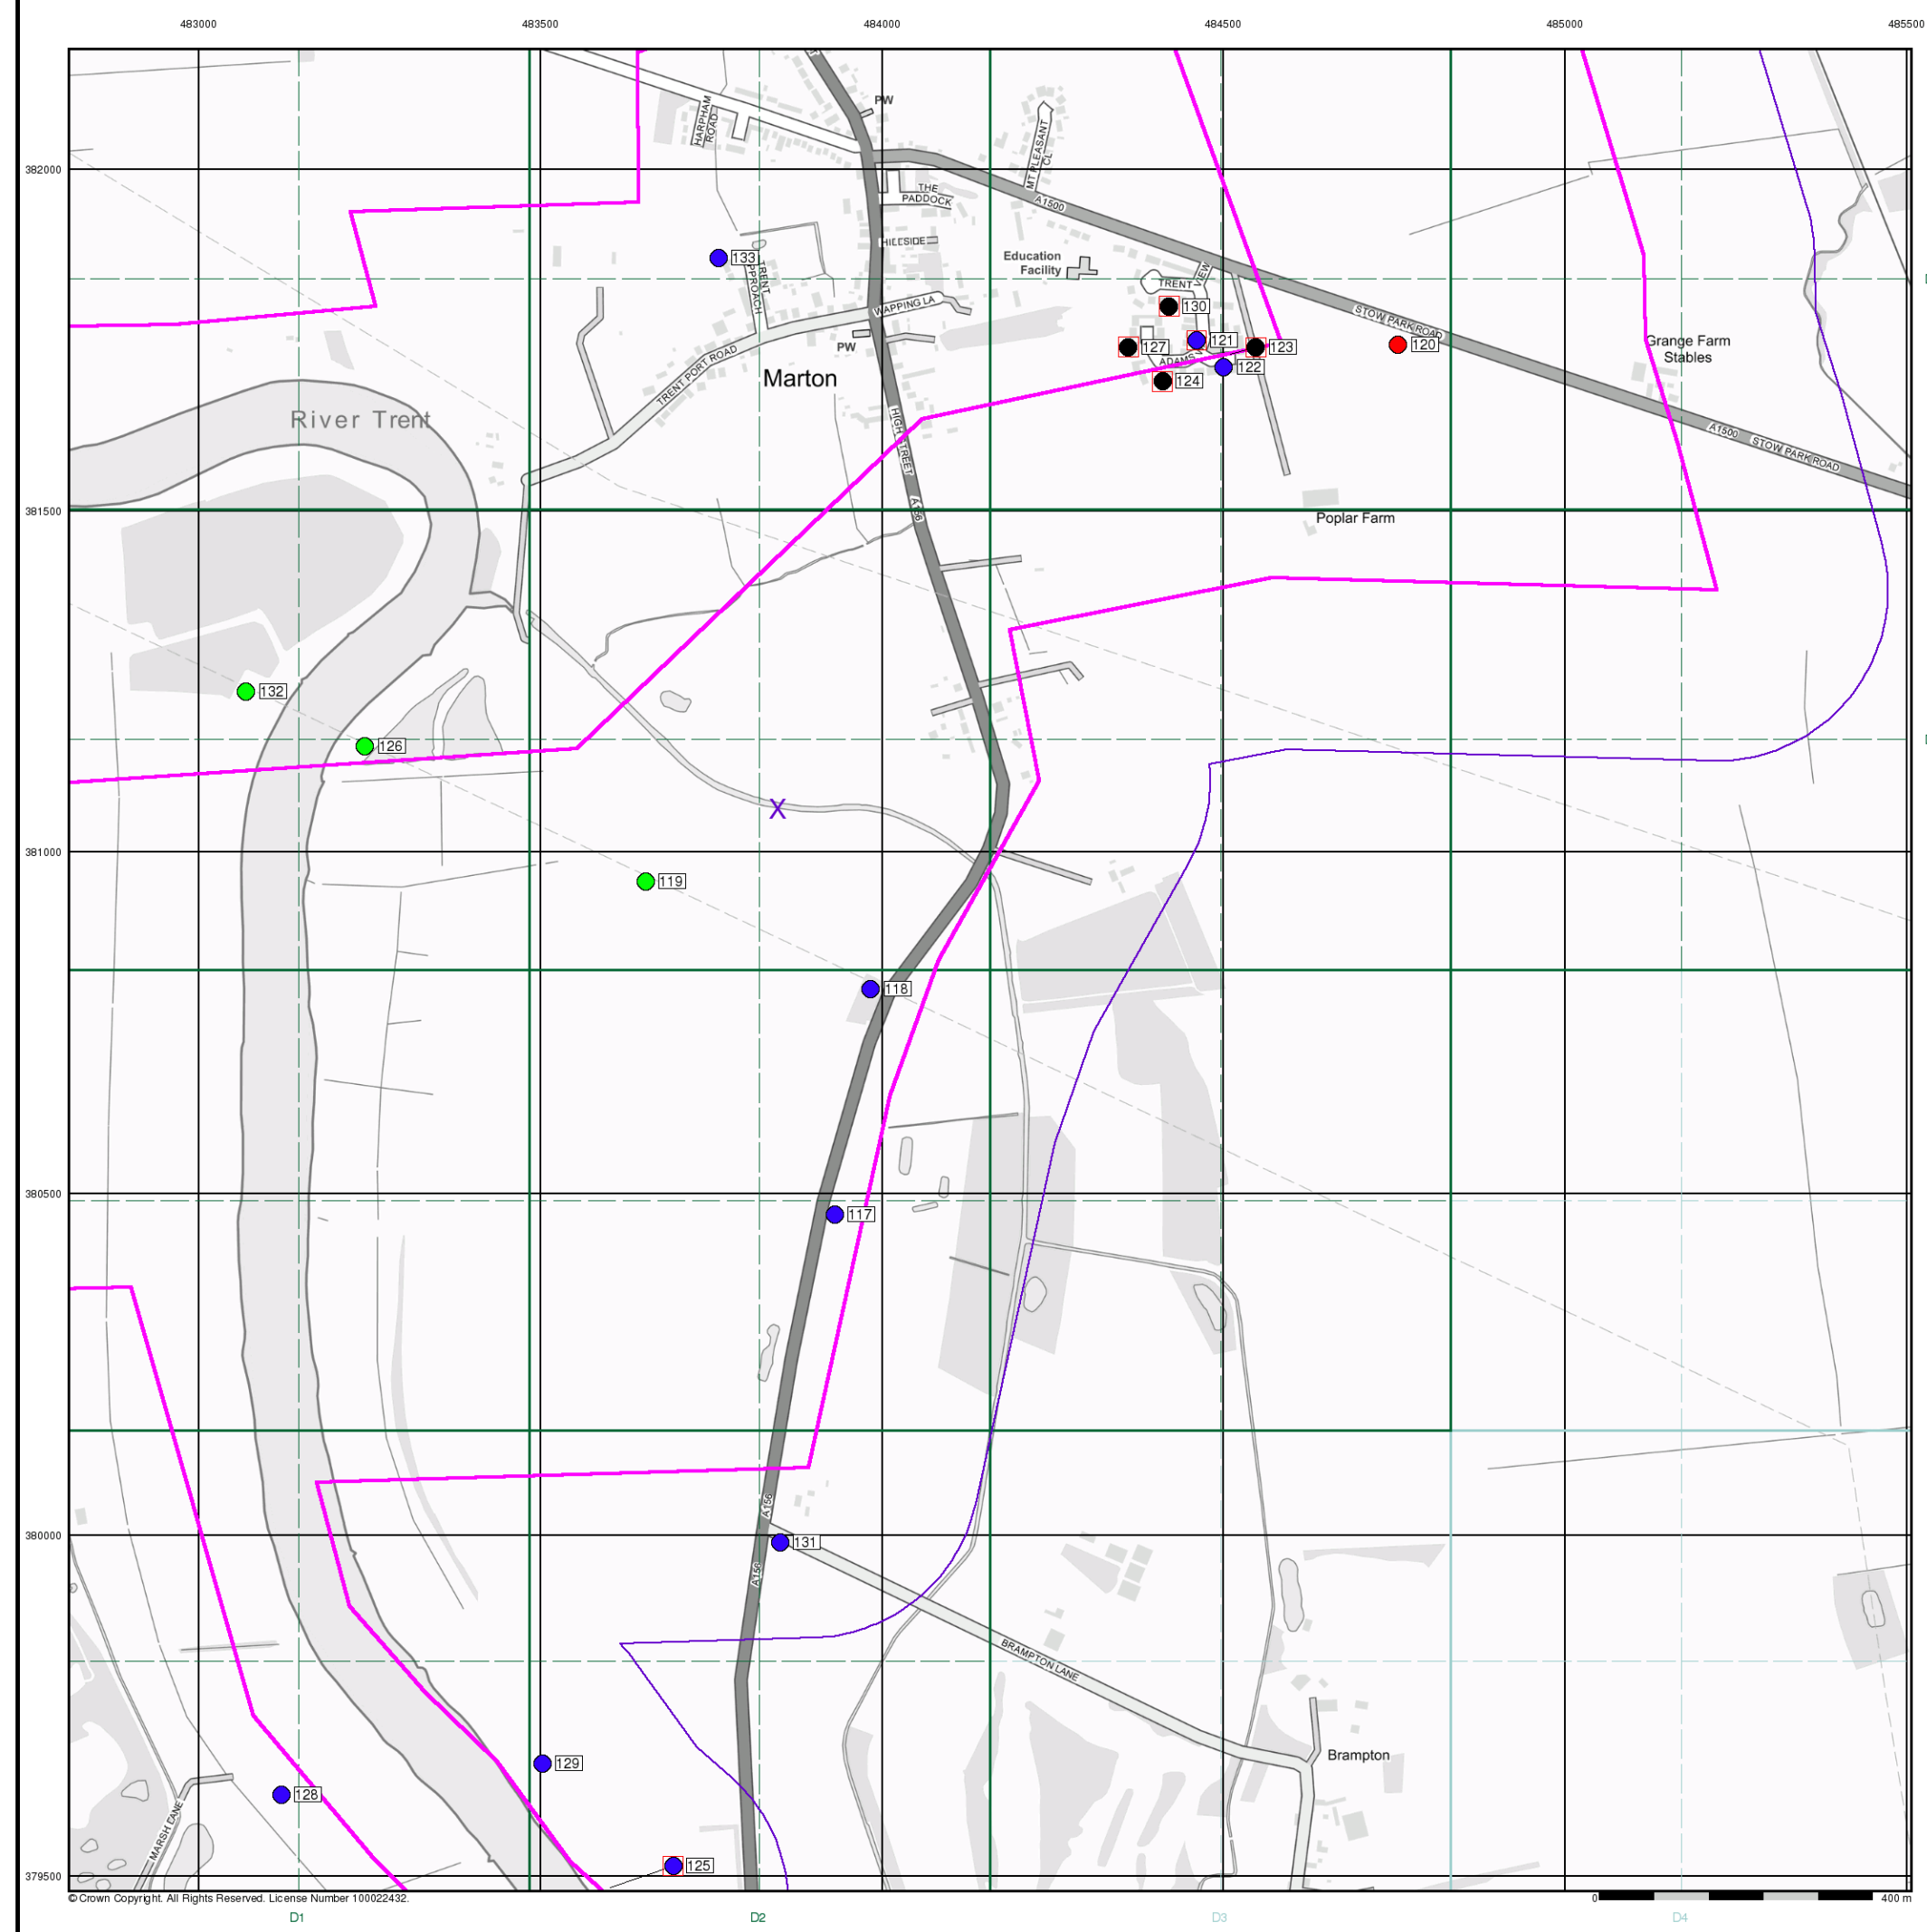 483000 483500 484000 484500 485000 485500
PW
HARPHAM
ROAD
MT PLEASANT
CL
382000
THE
PADDOCK
A1500
HILLSIDE
Education
Facility
VIEW
133
TRENT
TRENT
PPROACH
WAPPING LA
130
STOW PARK ROAD
PW
121
127
123
120
Grange Farm
Stables
ADAMS
122
TRENT PORT ROAD
Marton
124
River Trent
HIGH STREET
A1500
STOW PARK ROAD
381500
A156
Poplar Farm
132
126
X
381000
119
118
380500
117
A156
380000
131
A156
BRAMPTON LANE
129
Brampton
128
MARSH LANE
125
379500
© Crown Copyright. All Rights Reserved. License Number 100022432.
0 400 m
D1 D2 D3 D4